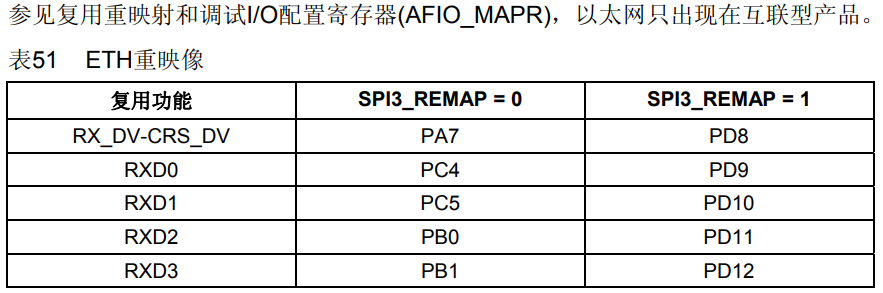 参见复用重映射和调试I/O配置寄存器(AFIO_MAPR)，以太网只出现在互联型产品。
表51 ETH重映像
复用功能 SPI3_REMAP = 0 SPI3_REMAP = 1
RX_DV-CRS_DV PA7 PD8
RXD0 PC4 PD9
RXD1 PC5 PD10
RXD2 PB0 PD11
RXD3 PB1 PD12